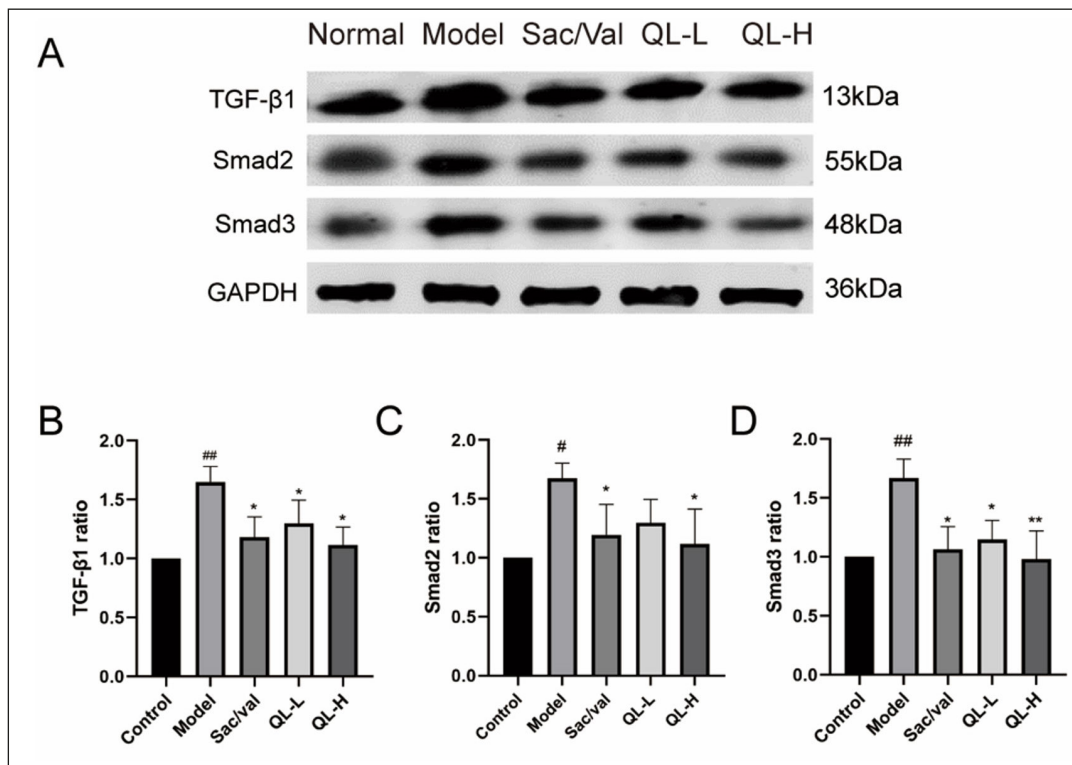 A
Normal Model Sac/Val QL-L QL-H
TGF-β1 13kDa
Smad2 55kDa
Smad3 48kDa
GAPDH 36kDa
B
TGF-β1 ratio
2.0
1.5
1.0
0.5
0.0
##
*
*
*
Control Model Sac/val QL-L QL-H
C
Smad2 ratio
2.0
1.5
1.0
0.5
0.0
#
*
*
Control Model Sac/val QL-L QL-H
D
Smad3 ratio
2.0
1.5
1.0
0.5
0.0
##
*
*
**
Control Model Sac/val QL-L QL-H